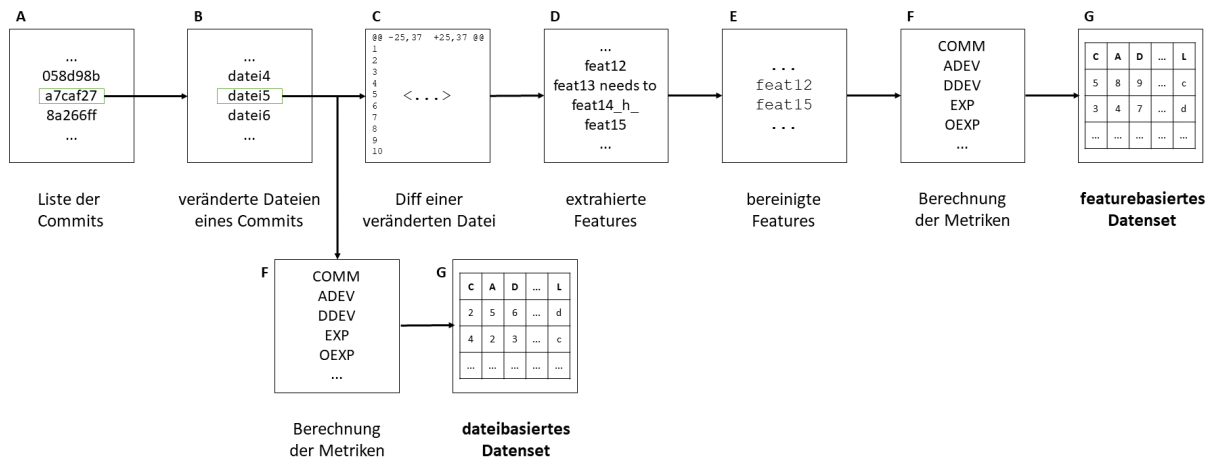 A
...
058d98b
a7caf27
8a266ff
...
Liste der
Commits
B
...
datei4
datei5
datei6
...
veränderte Dateien
eines Commits
C
@@ -25,37 +25,37 @@
1
2
3
4
5
<...>
6
7
8
9
10
Diff einer
veränderten Datei
D
...
feat12
feat13 needs to
feat14_h_
feat15
...
extrahierte
Features
E
...
feat12
feat15
...
bereinigte
Features
F
COMM
ADEV
DDEV
EXP
OEXP
...
Berechnung
der Metriken
G
C A D ... L
5 8 9 ... c
3 4 7 ... d
... ... ... ... ...
featurebasiertes
Datenset
F
COMM
ADEV
DDEV
EXP
OEXP
...
Berechnung
der Metriken
G
C A D ... L
2 5 6 ... d
4 2 3 ... c
... ... ... ... ...
dateibasiertes
Datenset